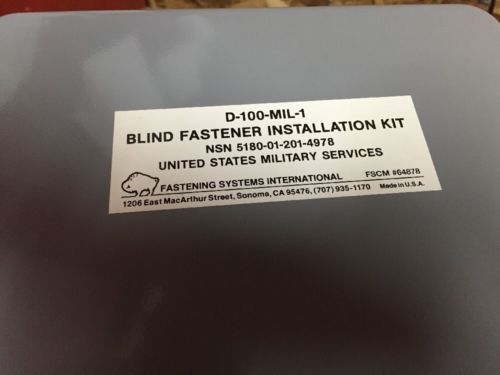 D-100-MIL-1
BLIND FASTENER INSTALLATION KIT
NSN 5180-01-201-4978
UNITED STATES MILITARY SERVICES
FASTENING SYSTEMS INTERNATIONAL FSCM #64878
1206 East MacArthur Street, Sonoma, CA 95476, (707) 935-1170 Made in U.S.A.